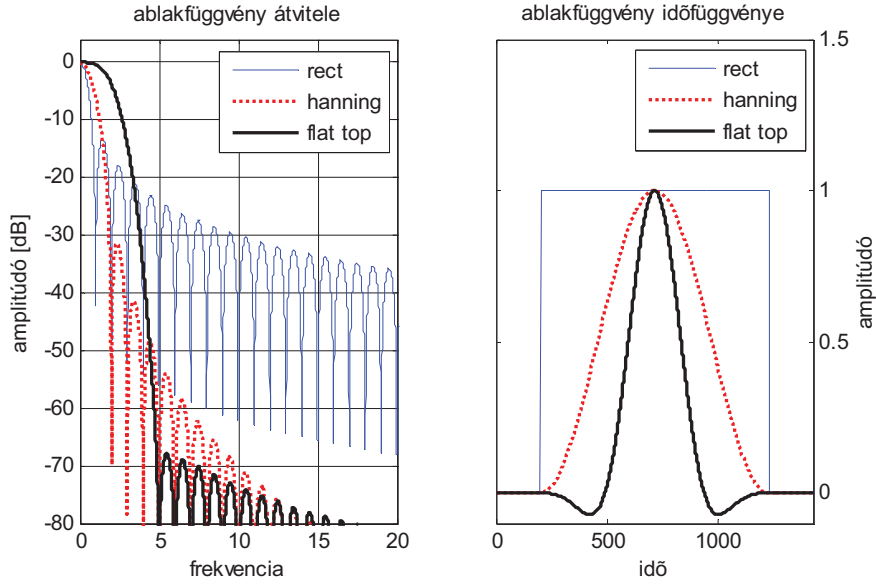 ablakfüggvény átvitele
0
-10
-20
-30
-40
-50
-60
-70
-80
amplitúdó [dB]
rect
hanning
flat top
0
5
10
15
20
frekvencia
ablakfüggvény időfüggvénye
rect
hanning
flat top
1.5
1
0.5
0
amplitúdó
0
500
1000
idő